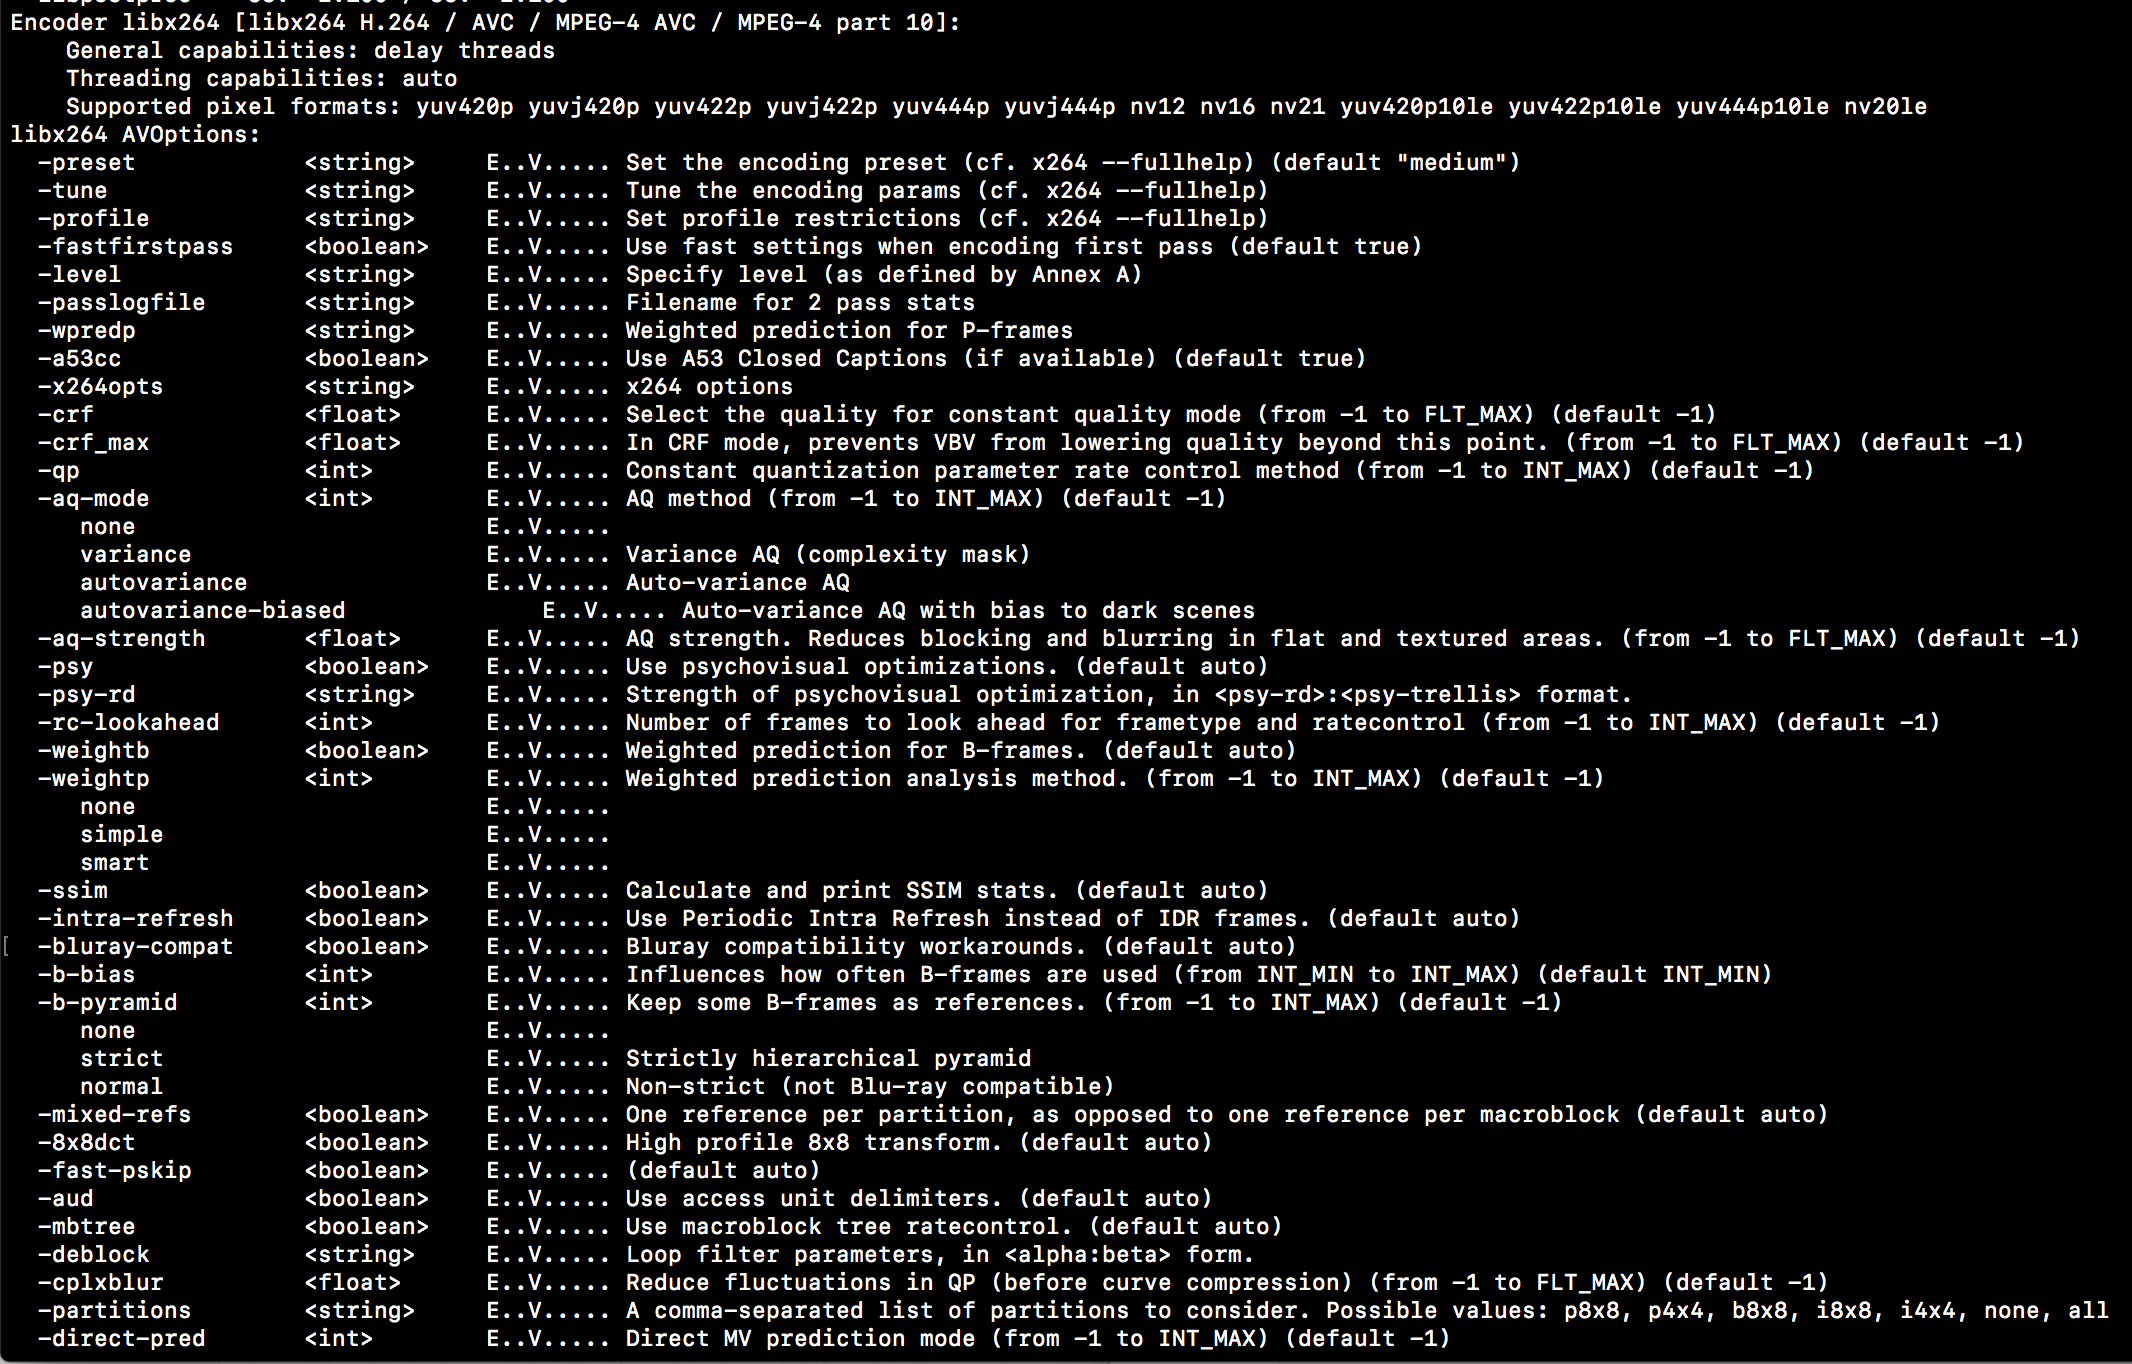 Encoder libx264 [libx264 H.264 / AVC / MPEG-4 AVC / MPEG-4 part 10]:
    General capabilities: delay threads
    Threading capabilities: auto
    Supported pixel formats: yuv420p yuvj420p yuv422p yuvj422p yuv444p yuvj444p nv12 nv16 nv21 yuv420p10le yuv422p10le yuv444p10le nv20le
libx264 AVOptions:
  -preset            <string>     E..V..... Set the encoding preset (cf. x264 --fullhelp) (default "medium")
  -tune              <string>     E..V..... Tune the encoding params (cf. x264 --fullhelp)
  -profile           <string>     E..V..... Set profile restrictions (cf. x264 --fullhelp)
  -fastfirstpass     <boolean>    E..V..... Use fast settings when encoding first pass (default true)
  -level             <string>     E..V..... Specify level (as defined by Annex A)
  -passlogfile       <string>     E..V..... Filename for 2 pass stats
  -wpredp            <string>     E..V..... Weighted prediction for P-frames
  -a53cc             <boolean>    E..V..... Use A53 Closed Captions (if available) (default true)
  -x264opts          <string>     E..V..... x264 options
  -crf               <float>      E..V..... Select the quality for constant quality mode (from -1 to FLT_MAX) (default -1)
  -crf_max           <float>      E..V..... In CRF mode, prevents VBV from lowering quality beyond this point. (from -1 to FLT_MAX) (default -1)
  -qp                <int>        E..V..... Constant quantization parameter rate control method (from -1 to INT_MAX) (default -1)
  -aq-mode           <int>        E..V..... AQ method (from -1 to INT_MAX) (default -1)
     none                         E..V.....
     variance                     E..V..... Variance AQ (complexity mask)
     autovariance                 E..V..... Auto-variance AQ
     autovariance-biased              E..V..... Auto-variance AQ with bias to dark scenes
  -aq-strength       <float>      E..V..... AQ strength. Reduces blocking and blurring in flat and textured areas. (from -1 to FLT_MAX) (default -1)
  -psy               <boolean>    E..V..... Use psychovisual optimizations. (default auto)
  -psy-rd            <string>     E..V..... Strength of psychovisual optimization, in <psy-rd>:<psy-trellis> format.
  -rc-lookahead      <int>        E..V..... Number of frames to look ahead for frametype and ratecontrol (from -1 to INT_MAX) (default -1)
  -weightb           <boolean>    E..V..... Weighted prediction for B-frames. (default auto)
  -weightp           <int>        E..V..... Weighted prediction analysis method. (from -1 to INT_MAX) (default -1)
     none                         E..V.....
     simple                       E..V.....
     smart                        E..V.....
  -ssim              <boolean>    E..V..... Calculate and print SSIM stats. (default auto)
  -intra-refresh     <boolean>    E..V..... Use Periodic Intra Refresh instead of IDR frames. (default auto)
[ -bluray-compat     <boolean>    E..V..... Bluray compatibility workarounds. (default auto)
  -b-bias            <int>        E..V..... Influences how often B-frames are used (from INT_MIN to INT_MAX) (default INT_MIN)
  -b-pyramid         <int>        E..V..... Keep some B-frames as references. (from -1 to INT_MAX) (default -1)
     none                         E..V.....
     strict                       E..V..... Strictly hierarchical pyramid
     normal                       E..V..... Non-strict (not Blu-ray compatible)
  -mixed-refs        <boolean>    E..V..... One reference per partition, as opposed to one reference per macroblock (default auto)
  -8x8dct            <boolean>    E..V..... High profile 8x8 transform. (default auto)
  -fast-pskip        <boolean>    E..V..... (default auto)
  -aud               <boolean>    E..V..... Use access unit delimiters. (default auto)
  -mbtree            <boolean>    E..V..... Use macroblock tree ratecontrol. (default auto)
  -deblock           <string>     E..V..... Loop filter parameters, in <alpha:beta> form.
  -cplxblur          <float>      E..V..... Reduce fluctuations in QP (before curve compression) (from -1 to FLT_MAX) (default -1)
  -partitions        <string>     E..V..... A comma-separated list of partitions to consider. Possible values: p8x8, p4x4, b8x8, i8x8, i4x4, none, all
  -direct-pred       <int>        E..V..... Direct MV prediction mode (from -1 to INT_MAX) (default -1)